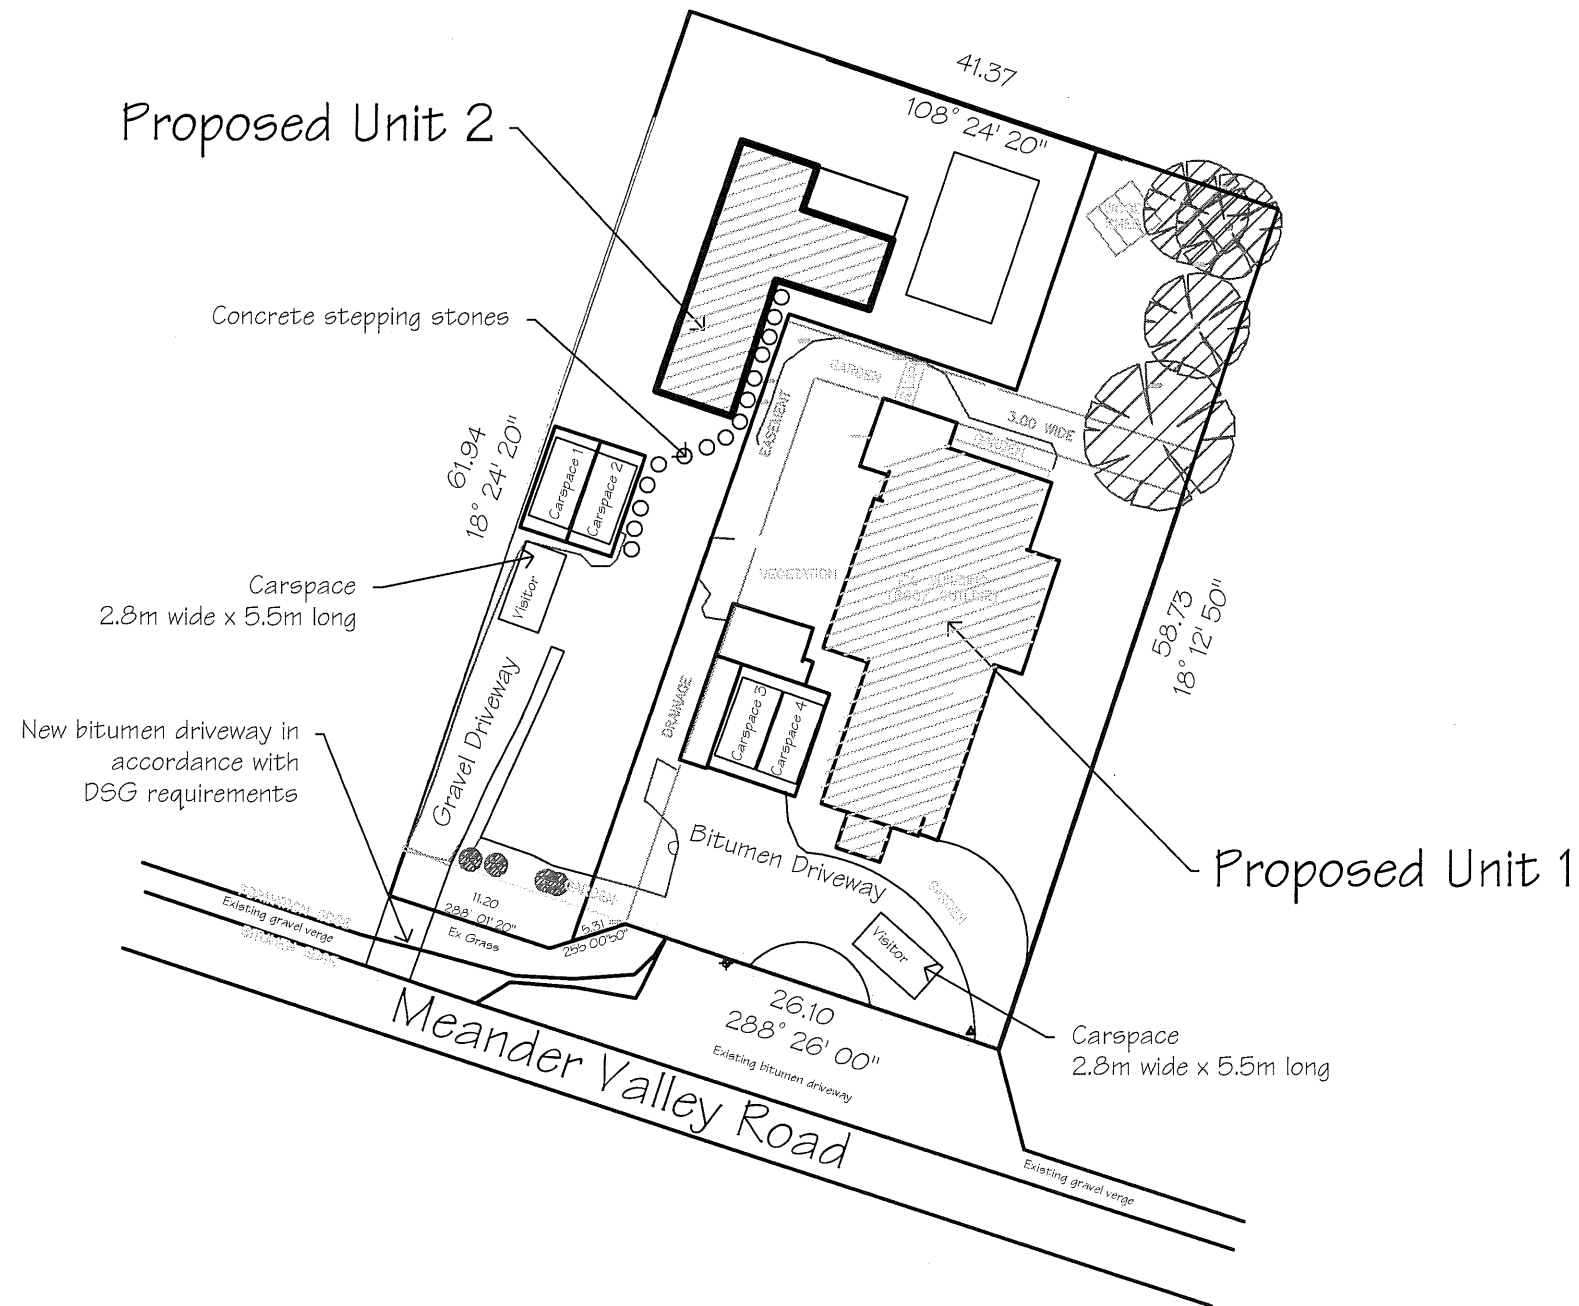 41.37
108° 24' 20"
Proposed Unit 2
Concrete stepping stones
GARDEN
3.00 WIDE
GARDEN
EASEMENT
61.94
18° 24' 20"
Carspace 1
Carspace 2
Carspace
2.8m wide x 5.5m long
Visitor
VEGETATION
58.73
18° 12' 50"
New bitumen driveway in
accordance with
DSG requirements
Gravel Driveway
DRAINAGE
Carspace 3
Carspace 4
Bitumen Driveway
Proposed Unit 1
GARDEN
Existing gravel verge
11.20
288° 01' 20"
Ex Grass
5.31
Visitor
26.10
288° 26' 00"
Existing bitumen driveway
Carspace
2.8m wide x 5.5m long
Meander Valley Road
Existing gravel verge